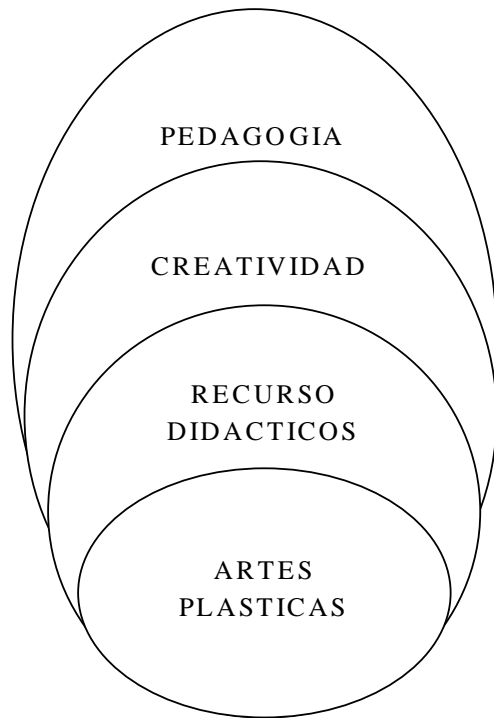 PEDAGOGIA
CREATIVIDAD
RECURSO
DIDACTICOS
ARTES
PLASTICAS